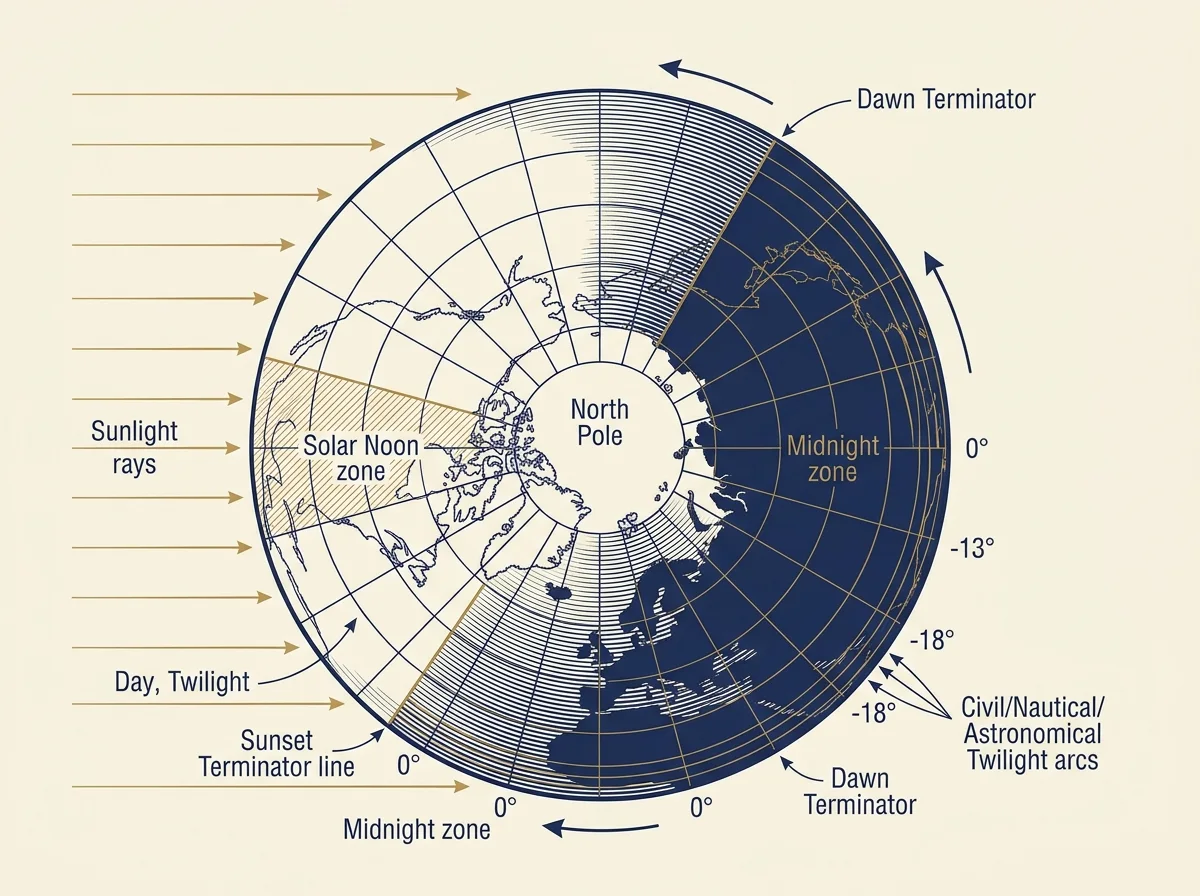 Dawn Terminator
North
Pole
Sunlight
rays
Solar Noon
zone
Midnight
zone
0°
-13°
-18°
Day, Twilight
-18°
Civil/Nautical/
Astronomical
Twilight arcs
Sunset
Terminator line
0°
Dawn
Terminator
0°
0°
Midnight zone